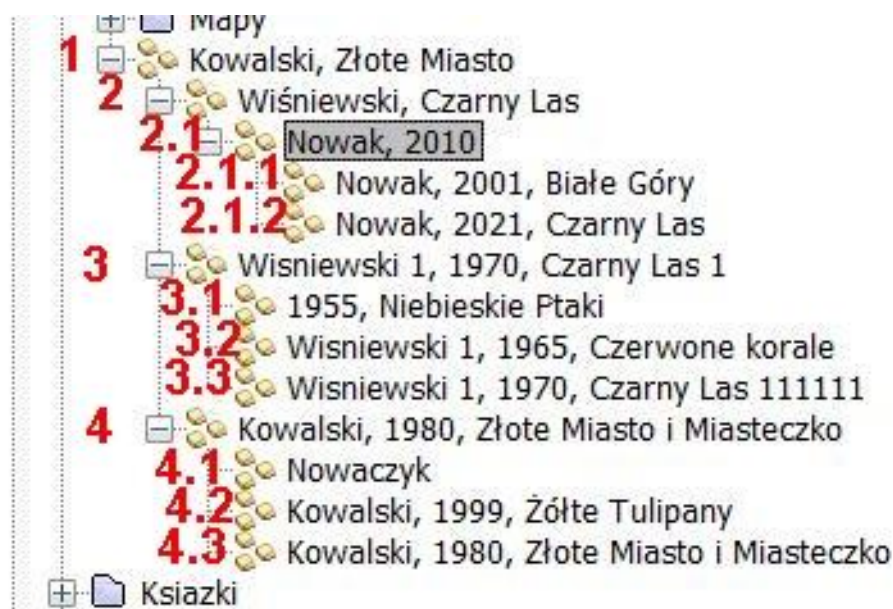 Mapy
1 Kowalski, Złote Miasto
2 Wiśniewski, Czarny Las
2.1 Nowak, 2010
2.1.1 Nowak, 2001, Białe Góry
2.1.2 Nowak, 2021, Czarny Las
3 Wisniewski 1, 1970, Czarny Las 1
3.1 1955, Niebieskie Ptaki
3.2 Wisniewski 1, 1965, Czerwone korale
3.3 Wisniewski 1, 1970, Czarny Las 111111
4 Kowalski, 1980, Złote Miasto i Miasteczko
4.1 Nowaczyk
4.2 Kowalski, 1999, Żółte Tulipany
4.3 Kowalski, 1980, Złote Miasto i Miasteczko
Ksiazki